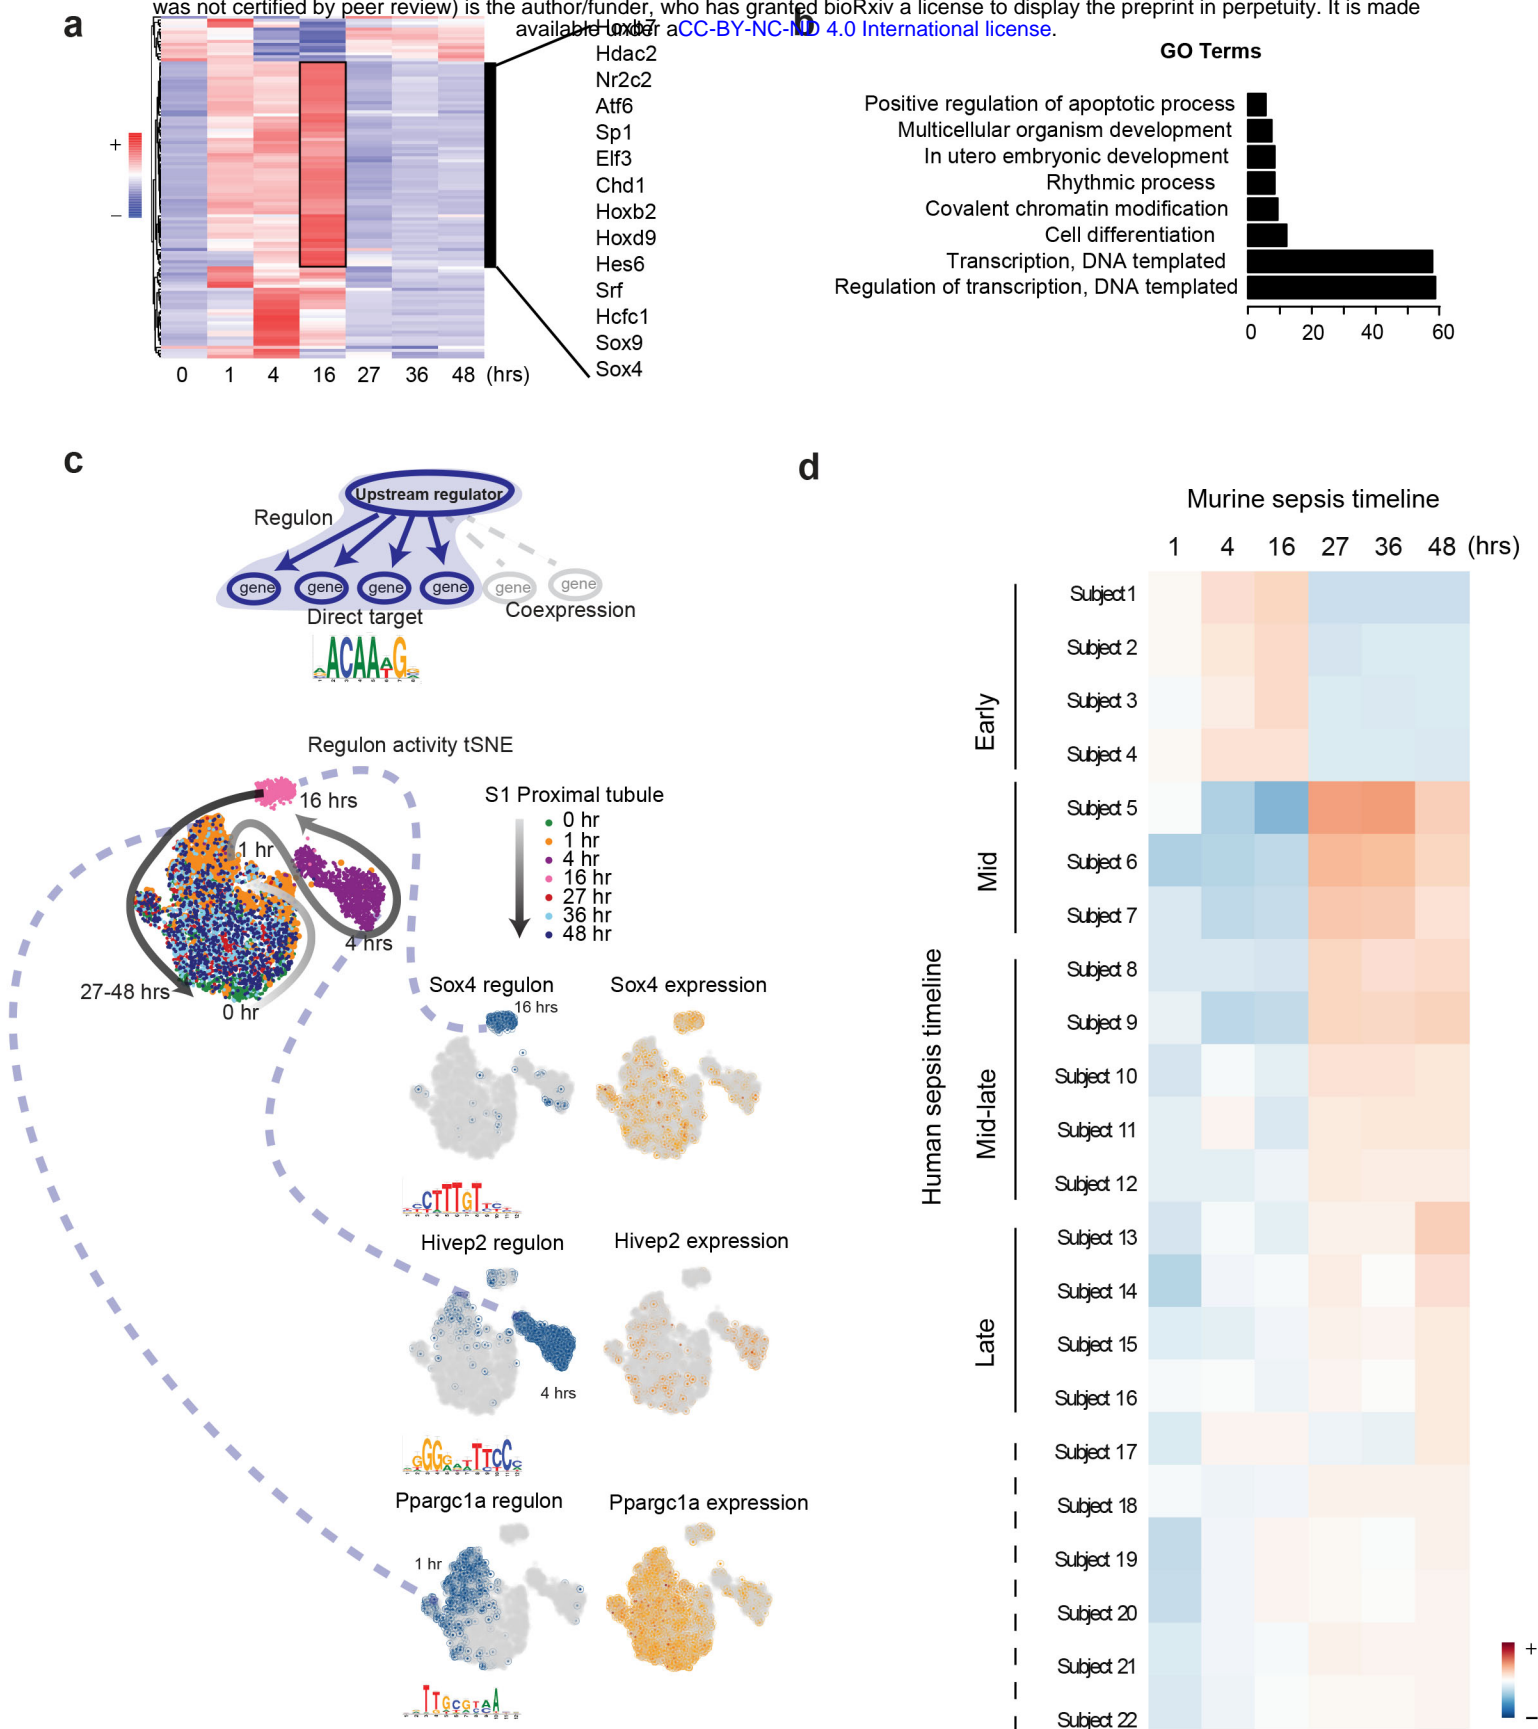 was not certified by peer review) is the author/funder, who has granted bioRxiv a license to display the preprint in perpetuity. It is made
available under aCC-BY-NC-ND 4.0 International license.
a
Hoxb7
Hdac2
Nr2c2
Atf6
Sp1
Elf3
Chd1
Hoxb2
Hoxd9
Hes6
Srf
Hcfc1
Sox9
Sox4
+
–
0 1 4 16 27 36 48 (hrs)
b
GO Terms
Positive regulation of apoptotic process
Multicellular organism development
In utero embryonic development
Rhythmic process
Covalent chromatin modification
Cell differentiation
Transcription, DNA templated
Regulation of transcription, DNA templated
0 20 40 60
c
Upstream regulator
Regulon
gene gene gene gene gene gene
Direct target
Coexpression
ACAAAG
Regulon activity tSNE
16 hrs
1 hr
4 hrs
27-48 hrs
0 hr
S1 Proximal tubule
0 hr
1 hr
4 hr
16 hr
27 hr
36 hr
48 hr
Sox4 regulon
Sox4 expression
16 hrs
CTTTGT
Hivep2 regulon
Hivep2 expression
4 hrs
Ppargc1a regulon
Ppargc1a expression
1 hr
d
Murine sepsis timeline
1 4 16 27 36 48 (hrs)
Human sepsis timeline
Early
Mid
Mid-late
Late
Subject 1
Subject 2
Subject 3
Subject 4
Subject 5
Subject 6
Subject 7
Subject 8
Subject 9
Subject 10
Subject 11
Subject 12
Subject 13
Subject 14
Subject 15
Subject 16
Subject 17
Subject 18
Subject 19
Subject 20
Subject 21
Subject 22
+
–